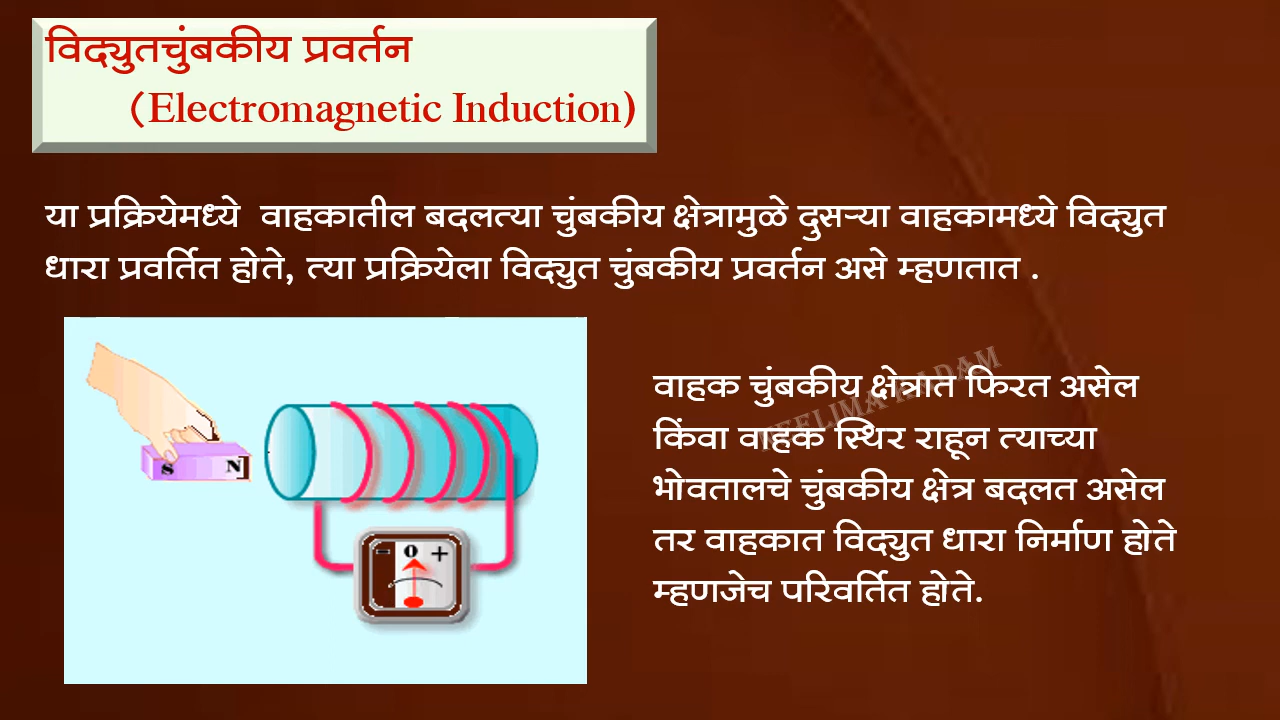 विद्युतचुंबकीय प्रवर्तन
(Electromagnetic Induction)
या प्रक्रियेमध्ये वाहकातील बदलत्या चुंबकीय क्षेत्रामुळे दुसऱ्या वाहकामध्ये विद्युत
धारा प्रवर्तित होते, त्या प्रक्रियेला विद्युत चुंबकीय प्रवर्तन असे म्हणतात .
वाहक चुंबकीय क्षेत्रात फिरत असेल
किंवा वाहक स्थिर राहून त्याच्या
भोवतालचे चुंबकीय क्षेत्र बदलत असेल
तर वाहकात विद्युत धारा निर्माण होते
म्हणजेच परिवर्तित होते.
S N
- 0 +